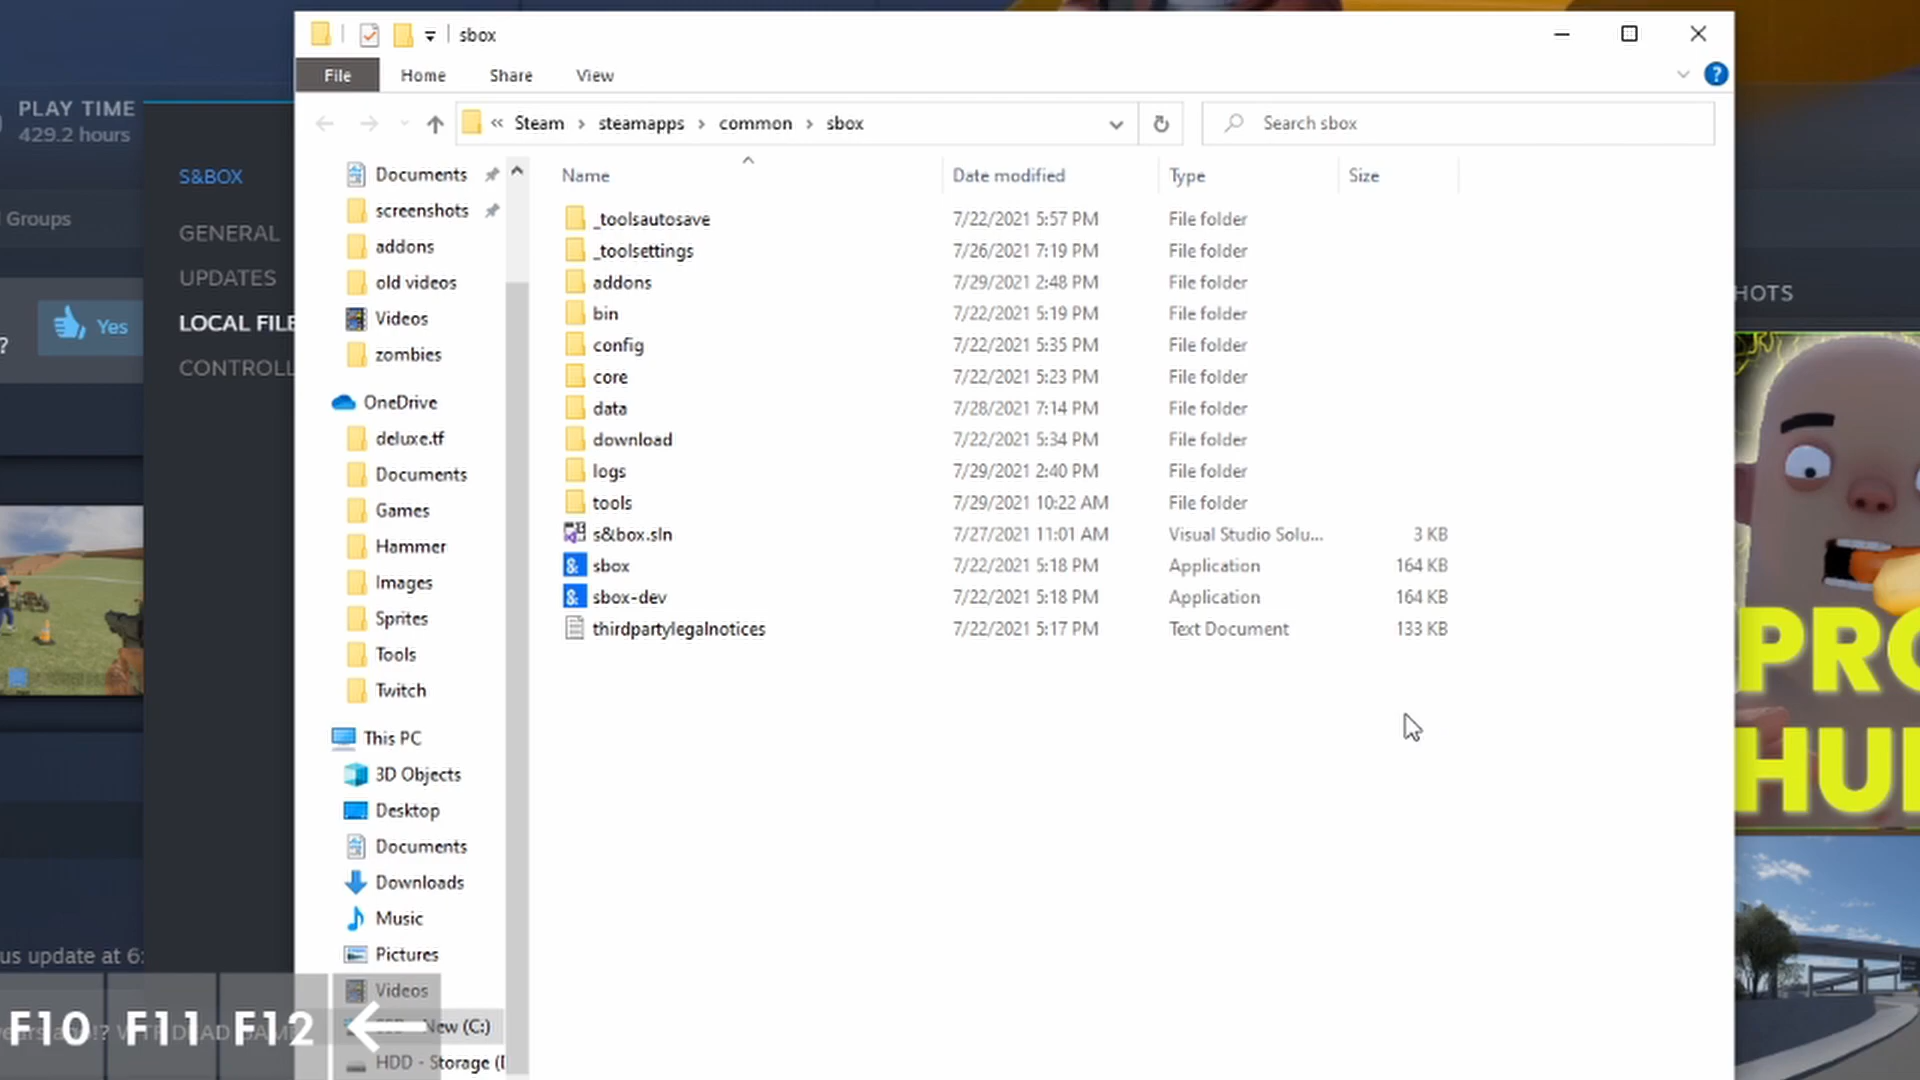 sbox
File Home Share View
« Steam > steamapps > common > sbox
Search sbox
PLAY TIME
429.2 hours
Groups
?
Yes
us update at 6:
S&BOX
GENERAL
UPDATES
LOCAL FILE
CONTROLL
Documents
screenshots
addons
old videos
Videos
zombies
OneDrive
deluxe.tf
Documents
Games
Hammer
Images
Sprites
Tools
Twitch
This PC
3D Objects
Desktop
Documents
Downloads
Music
Pictures
Videos
New (C:)
HDD - Storage (
Name Date modified Type Size
_toolsautosave 7/22/2021 5:57 PM File folder
_toolsettings 7/26/2021 7:19 PM File folder
addons 7/29/2021 2:48 PM File folder
bin 7/22/2021 5:19 PM File folder
config 7/22/2021 5:35 PM File folder
core 7/22/2021 5:23 PM File folder
data 7/28/2021 7:14 PM File folder
download 7/22/2021 5:34 PM File folder
logs 7/29/2021 2:40 PM File folder
tools 7/29/2021 10:22 AM File folder
s&box.sln 7/27/2021 11:01 AM Visual Studio Solu... 3 KB
sbox 7/22/2021 5:18 PM Application 164 KB
sbox-dev 7/22/2021 5:18 PM Application 164 KB
thirdpartylegalnotices 7/22/2021 5:17 PM Text Document 133 KB
HOTS
PRO
HU
F10 F11 F12
DEAD